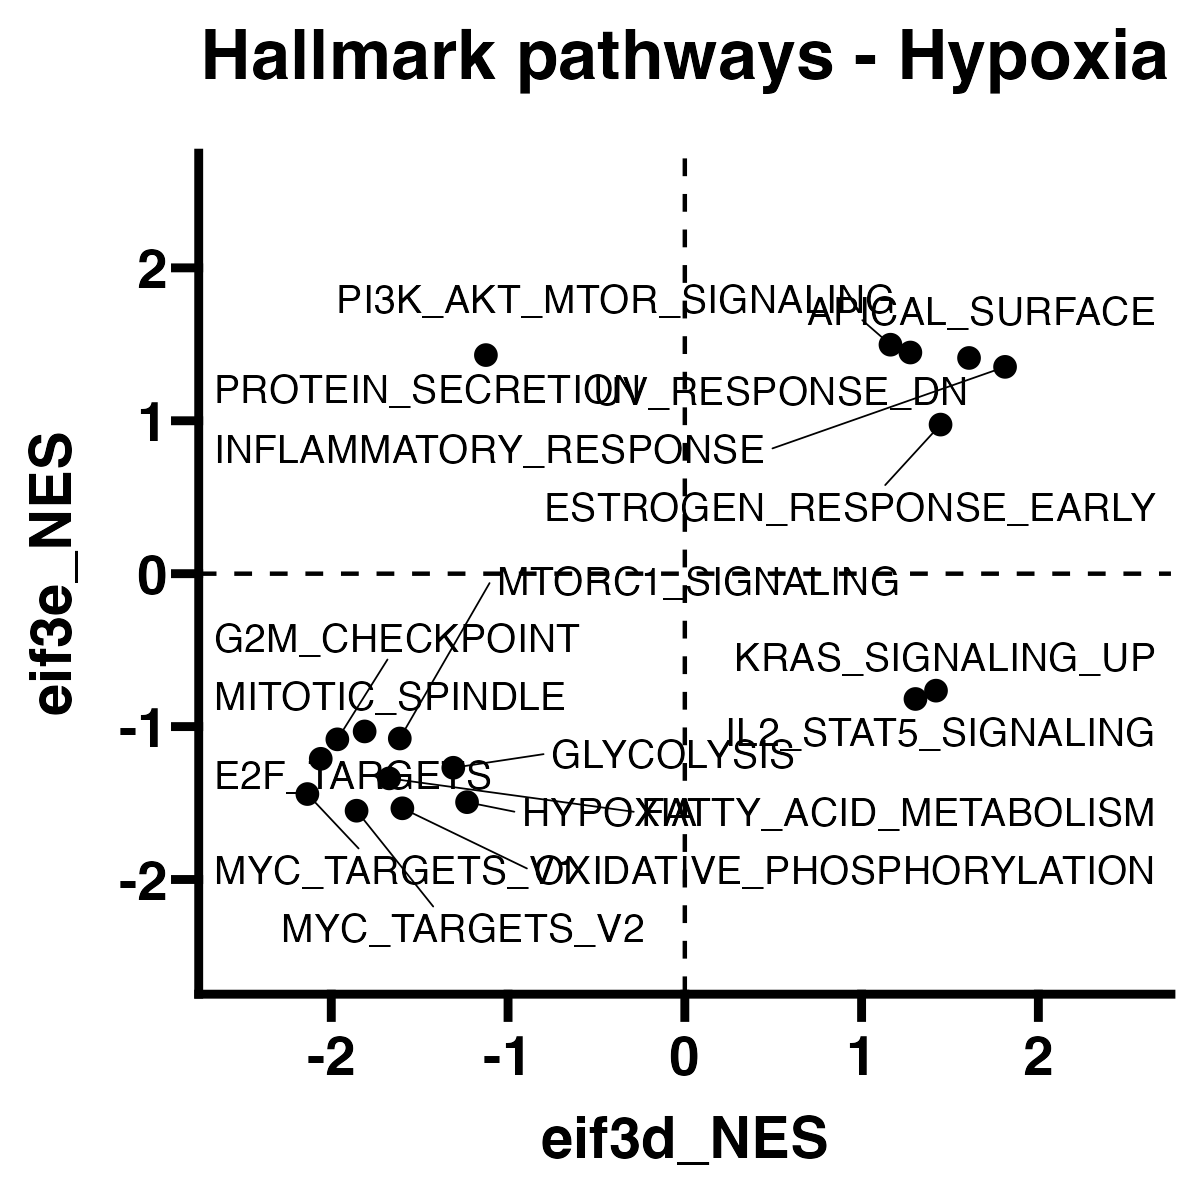 Hallmark pathways - Hypoxia
eif3e_NES
2
1
0
-1
-2
PI3K_AKT_MTOR_SIGNALING
APICAL_SURFACE
PROTEIN_SECRETION
UV_RESPONSE_DN
INFLAMMATORY_RESPONSE
ESTROGEN_RESPONSE_EARLY
MTORC1_SIGNALING
G2M_CHECKPOINT
KRAS_SIGNALING_UP
MITOTIC_SPINDLE
IL2_STAT5_SIGNALING
GLYCOLYSIS
E2F_TARGETS
HYPOXIA
FATTY_ACID_METABOLISM
MYC_TARGETS_V1
OXIDATIVE_PHOSPHORYLATION
MYC_TARGETS_V2
-2
-1
0
1
2
eif3d_NES